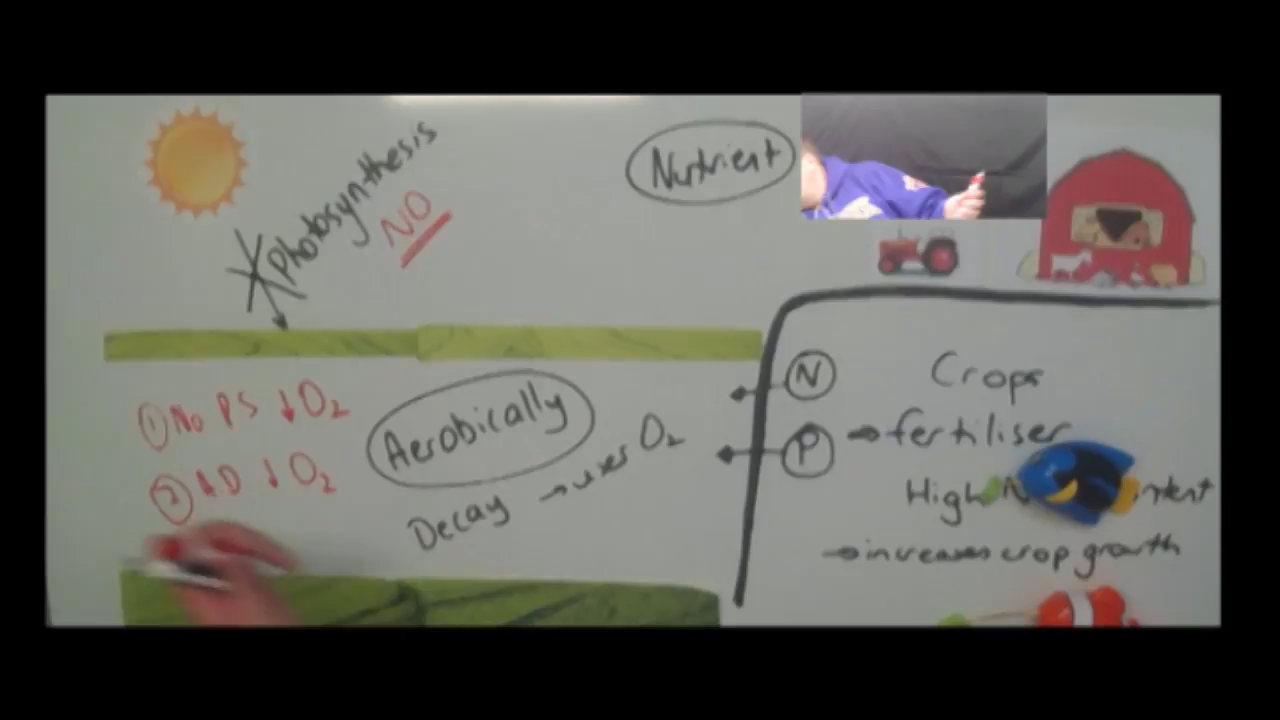 Photosynthesis
NO
Nutrient
① No PS ↓O₂
② ↓O₂
Aerobically
Decay → uses O₂
N
P → fertiliser
Crops
High
→ increases crop growth